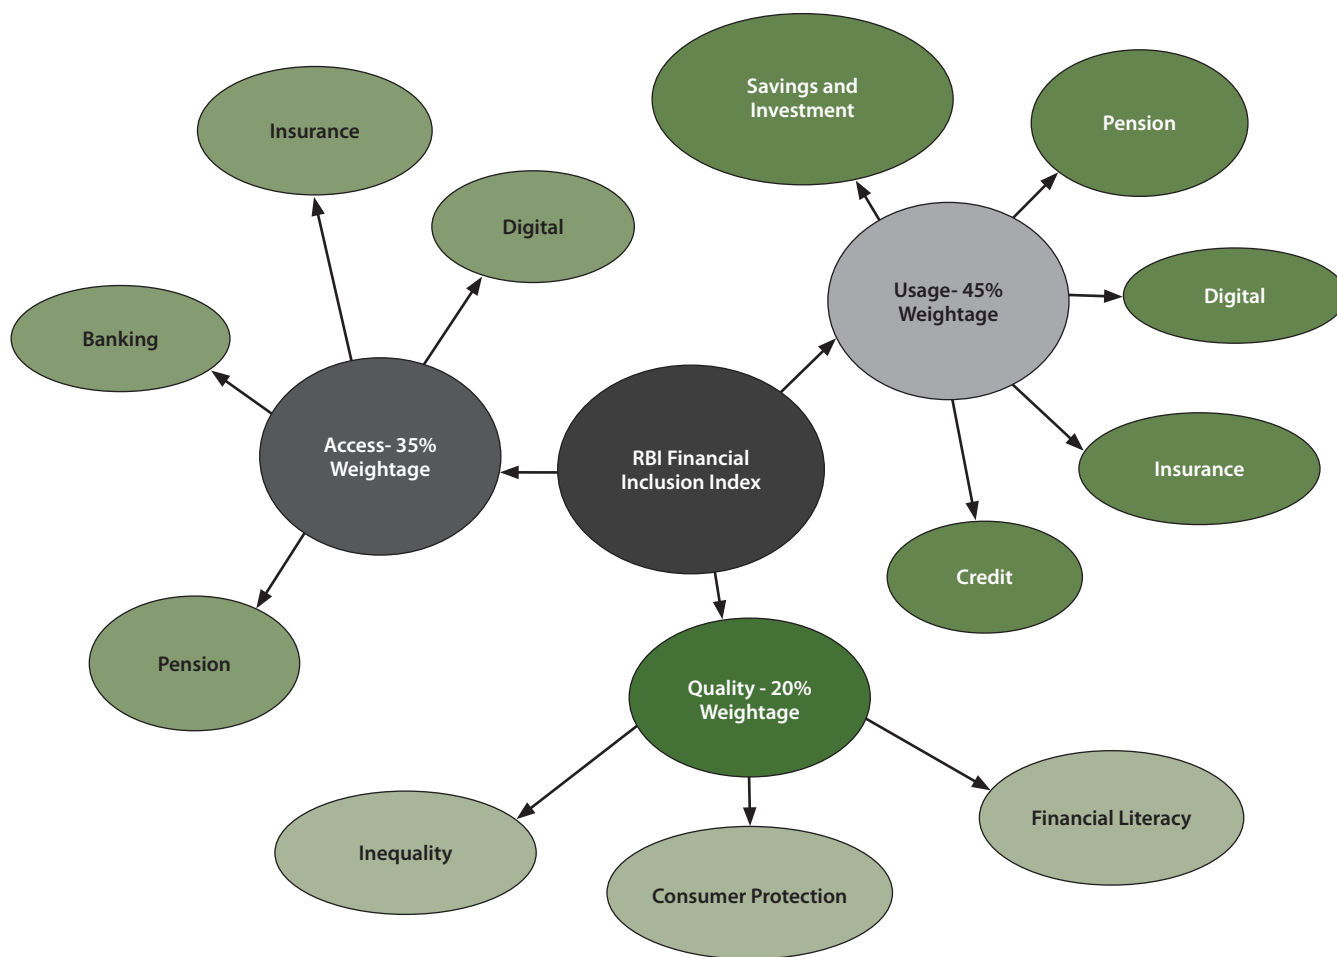 Savings and
Investment
Pension
Insurance
Digital
Usage- 45%
Weightage
Digital
Banking
Access- 35%
Weightage
RBI Financial
Inclusion Index
Insurance
Credit
Pension
Quality - 20%
Weightage
Financial Literacy
Inequality
Consumer Protection